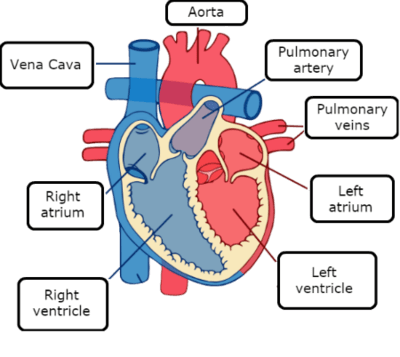 Aorta
Vena Cava
Pulmonary
artery
Pulmonary
veins
Right
atrium
Left
atrium
Right
ventricle
Left
ventricle